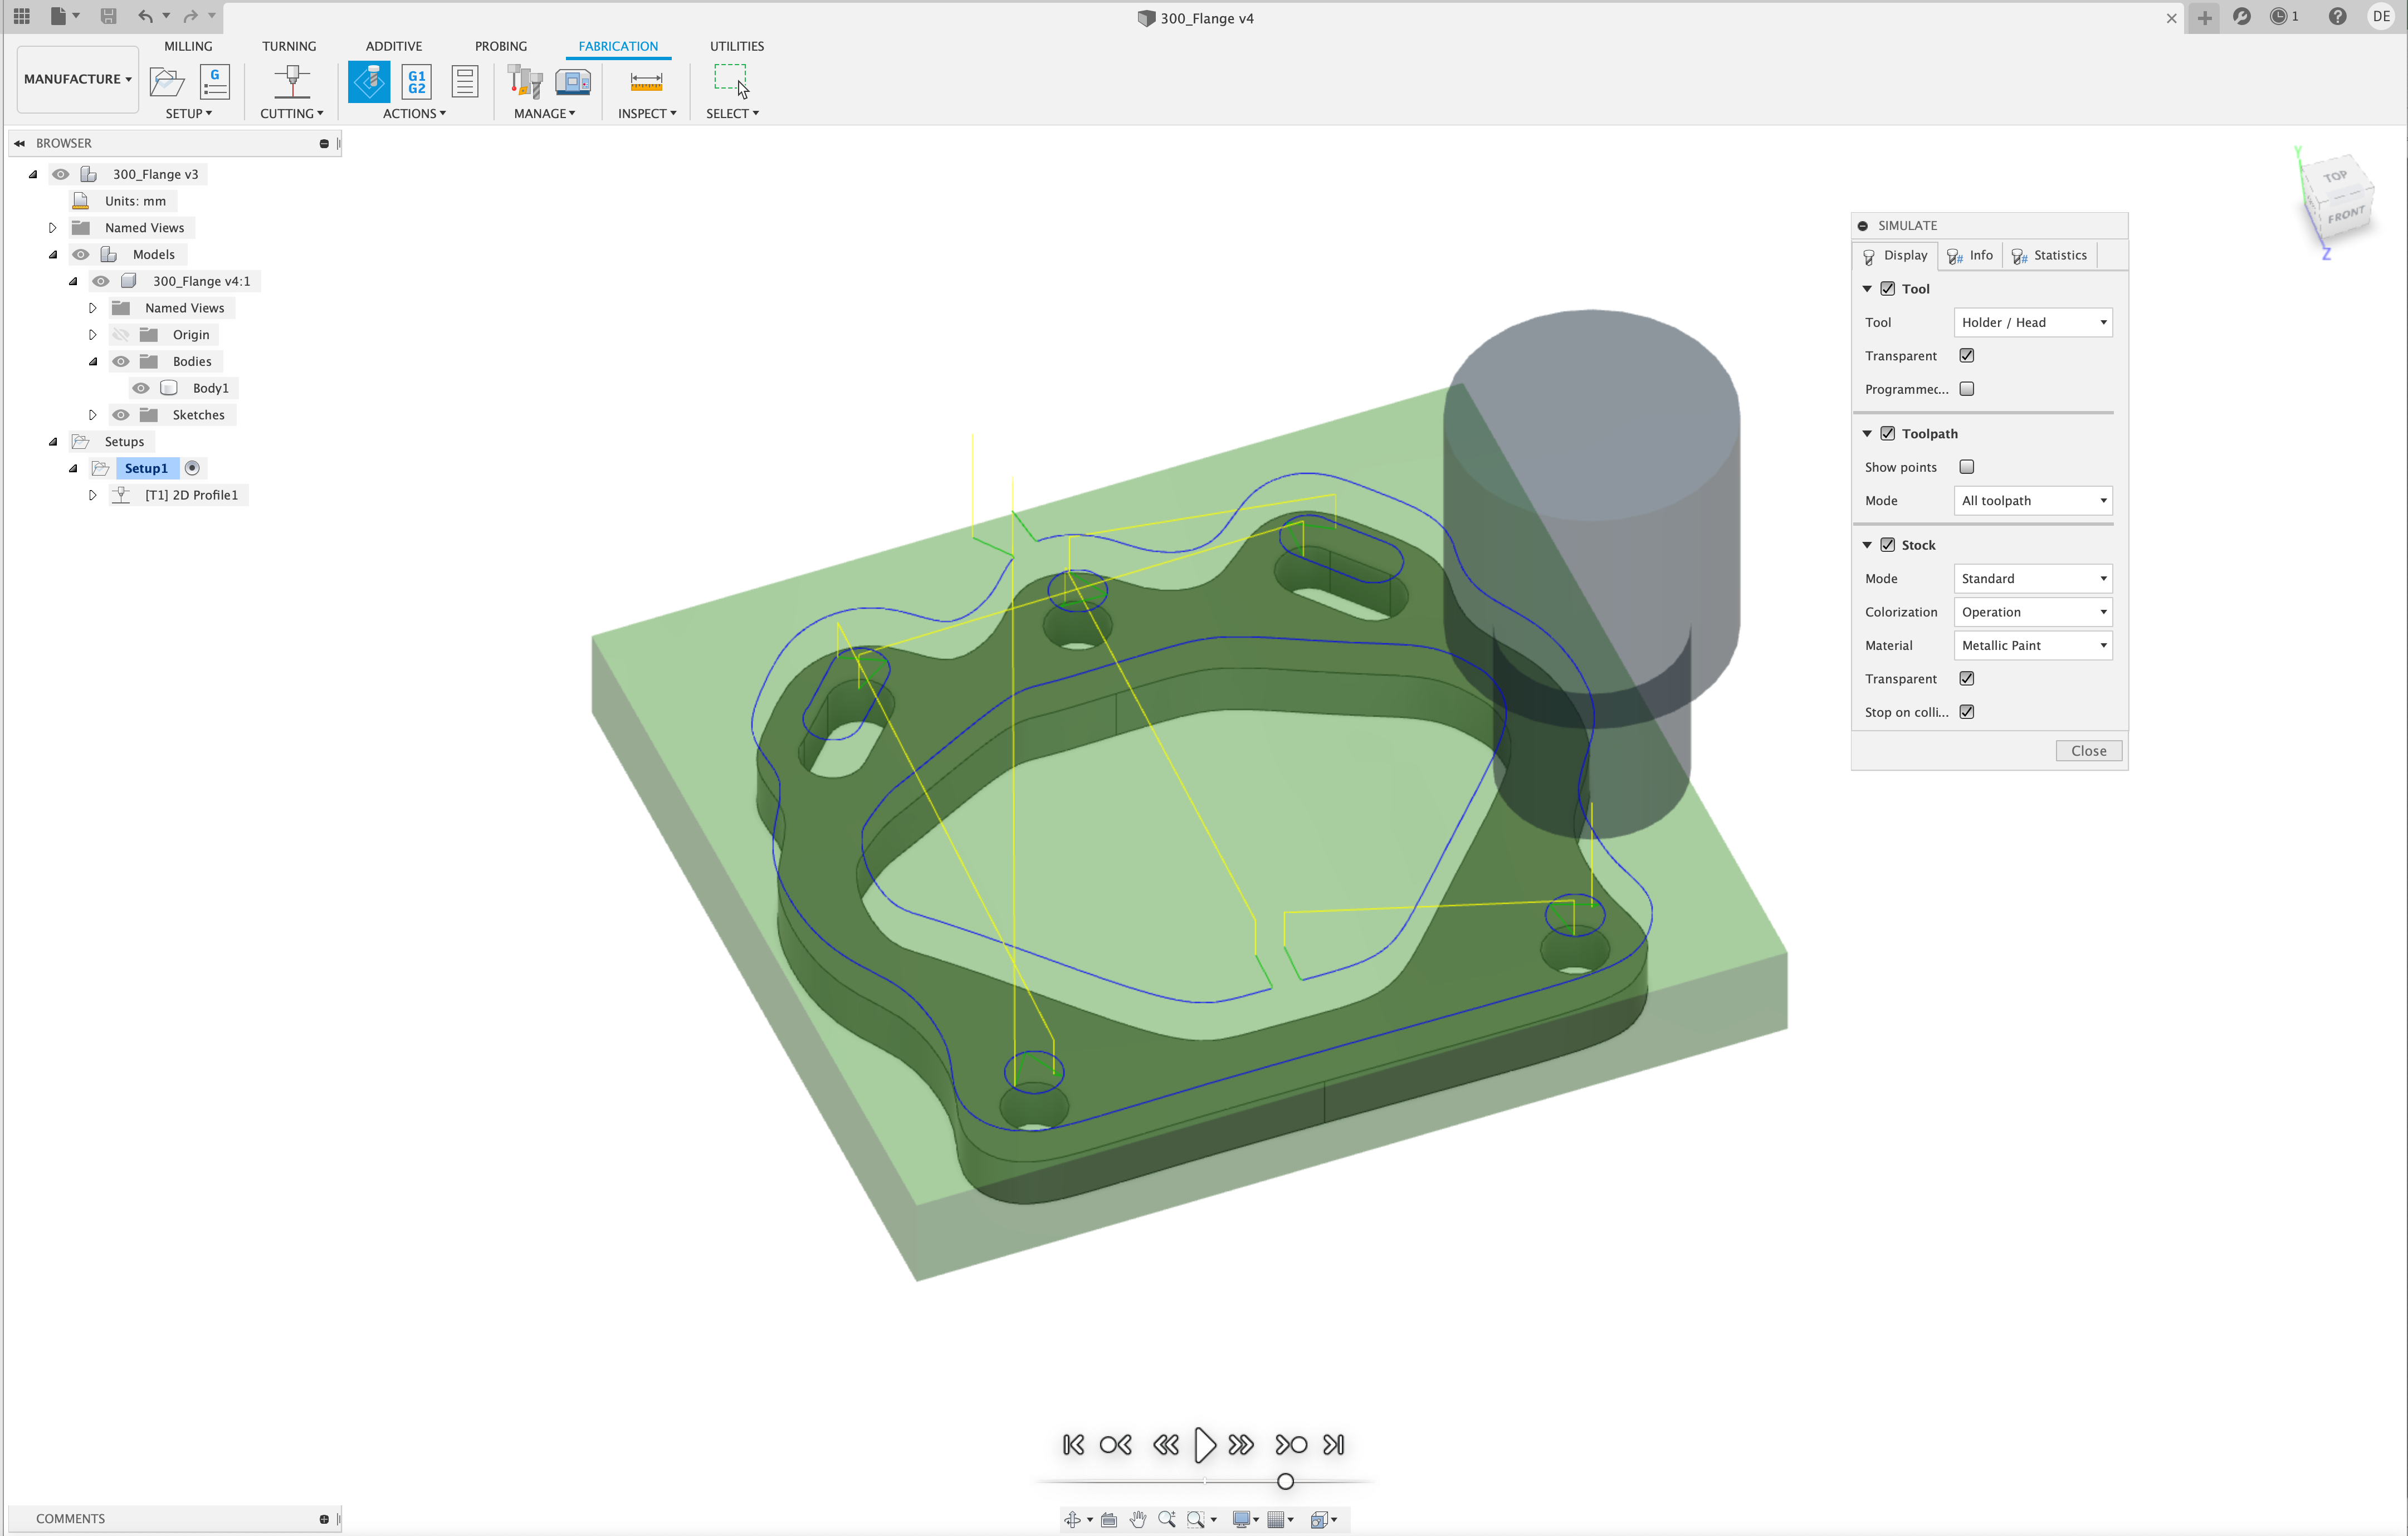 300_Flange v4
1
DE
MANUFACTURE
MILLING
TURNING
ADDITIVE
PROBING
FABRICATION
UTILITIES
G
G1
G2
SETUP
CUTTING
ACTIONS
MANAGE
INSPECT
SELECT
BROWSER
300_Flange v3
Units: mm
Named Views
Models
300_Flange v4:1
Named Views
Origin
Bodies
Body1
Sketches
Setups
Setup1
[T1] 2D Profile1
Y
TOP
FRONT
Z
SIMULATE
Display
# Info
# Statistics
Tool
Tool Holder / Head
Transparent
Programmec...
Toolpath
Show points
Mode All toolpath
Stock
Mode Standard
Colorization Operation
Material Metallic Paint
Transparent
Stop on colli...
Close
COMMENTS